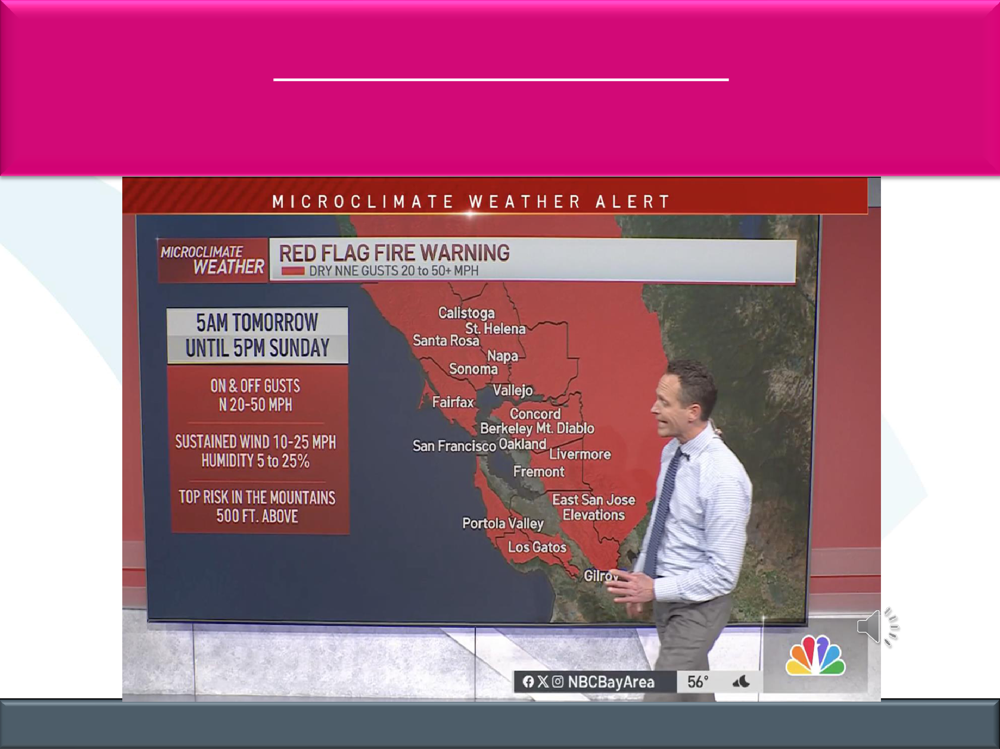 MICROCLIMATE WEATHER ALERT
MICROCLIMATE
WEATHER
RED FLAG FIRE WARNING
DRY NNE GUSTS 20 to 50+ MPH
5AM TOMORROW
UNTIL 5PM SUNDAY
ON & OFF GUSTS
N 20-50 MPH
SUSTAINED WIND 10-25 MPH
HUMIDITY 5 to 25%
TOP RISK IN THE MOUNTAINS
500 FT. ABOVE
Calistoga
St. Helena
Santa Rosa
Napa
Sonoma
Vallejo
Fairfax
Concord
Berkeley Mt. Diablo
San Francisco Oakland
Livermore
Fremont
East San Jose
Elevations
Portola Valley
Los Gatos
Gilroy
NBCBayArea
56°